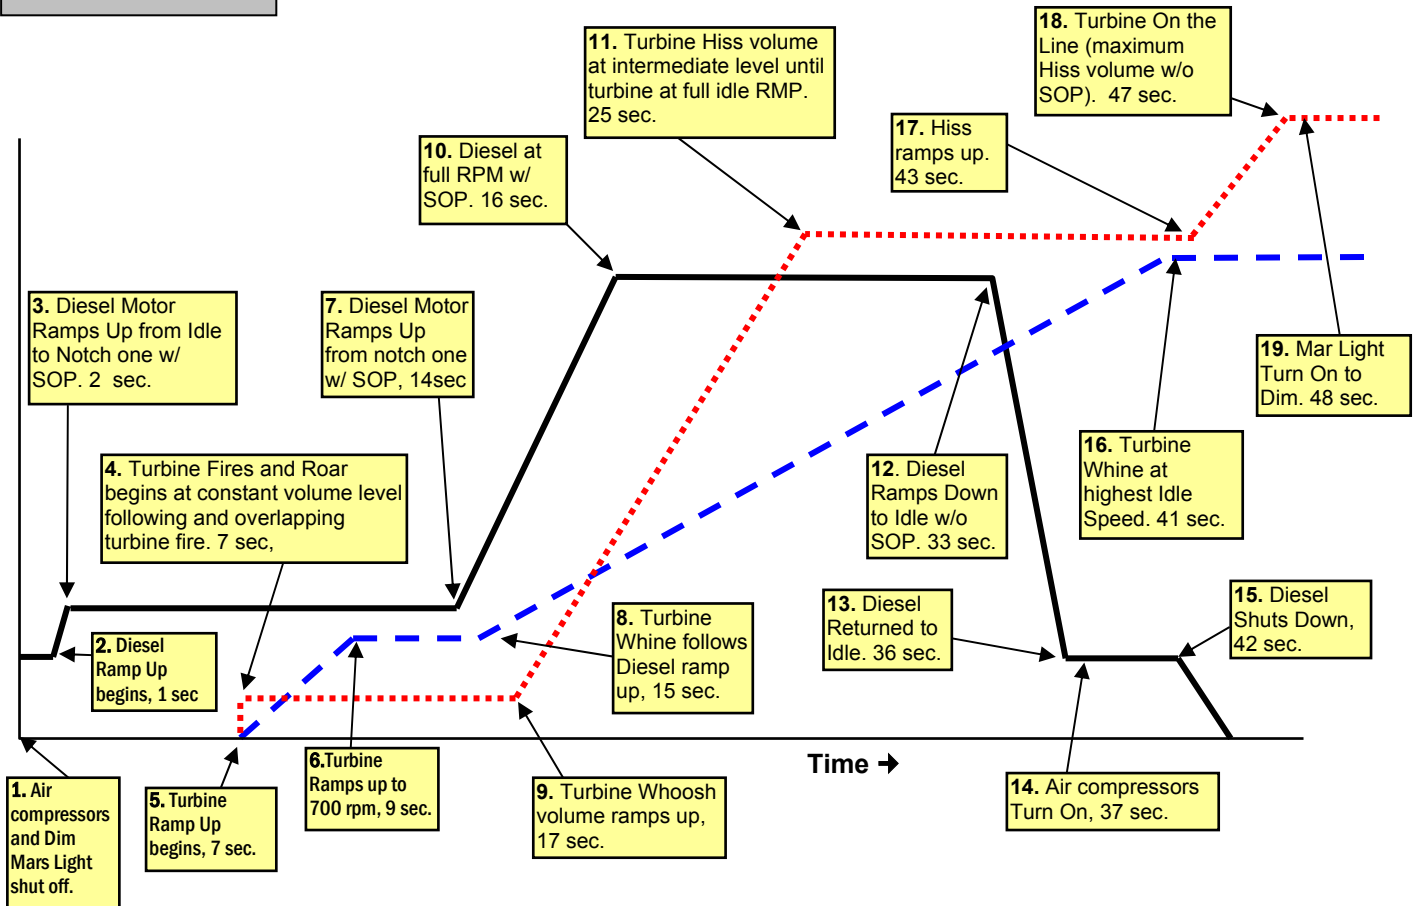 1. Air
compressors
and Dim
Mars Light
shut off.
2. Diesel
Ramp Up
begins, 1 sec
3. Diesel Motor
Ramps Up from Idle
to Notch one w/
SOP. 2 sec.
4. Turbine Fires and Roar
begins at constant volume level
following and overlapping
turbine fire. 7 sec,
5. Turbine
Ramp Up
begins, 7 sec.
6.Turbine
Ramps up to
700 rpm, 9 sec.
7. Diesel Motor
Ramps Up
from notch one
w/ SOP, 14sec
8. Turbine
Whine follows
Diesel ramp
up, 15 sec.
9. Turbine Whoosh
volume ramps up,
17 sec.
10. Diesel at
full RPM w/
SOP. 16 sec.
11. Turbine Hiss volume
at intermediate level until
turbine at full idle RMP.
25 sec.
12. Diesel
Ramps Down
to Idle w/o
SOP. 33 sec.
13. Diesel
Returned to
Idle. 36 sec.
14. Air compressors
Turn On, 37 sec.
15. Diesel
Shuts Down,
42 sec.
16. Turbine
Whine at
highest Idle
Speed. 41 sec.
17. Hiss
ramps up.
43 sec.
18. Turbine On the
Line (maximum
Hiss volume w/o
SOP). 47 sec.
19. Mar Light
Turn On to
Dim. 48 sec.
Time →